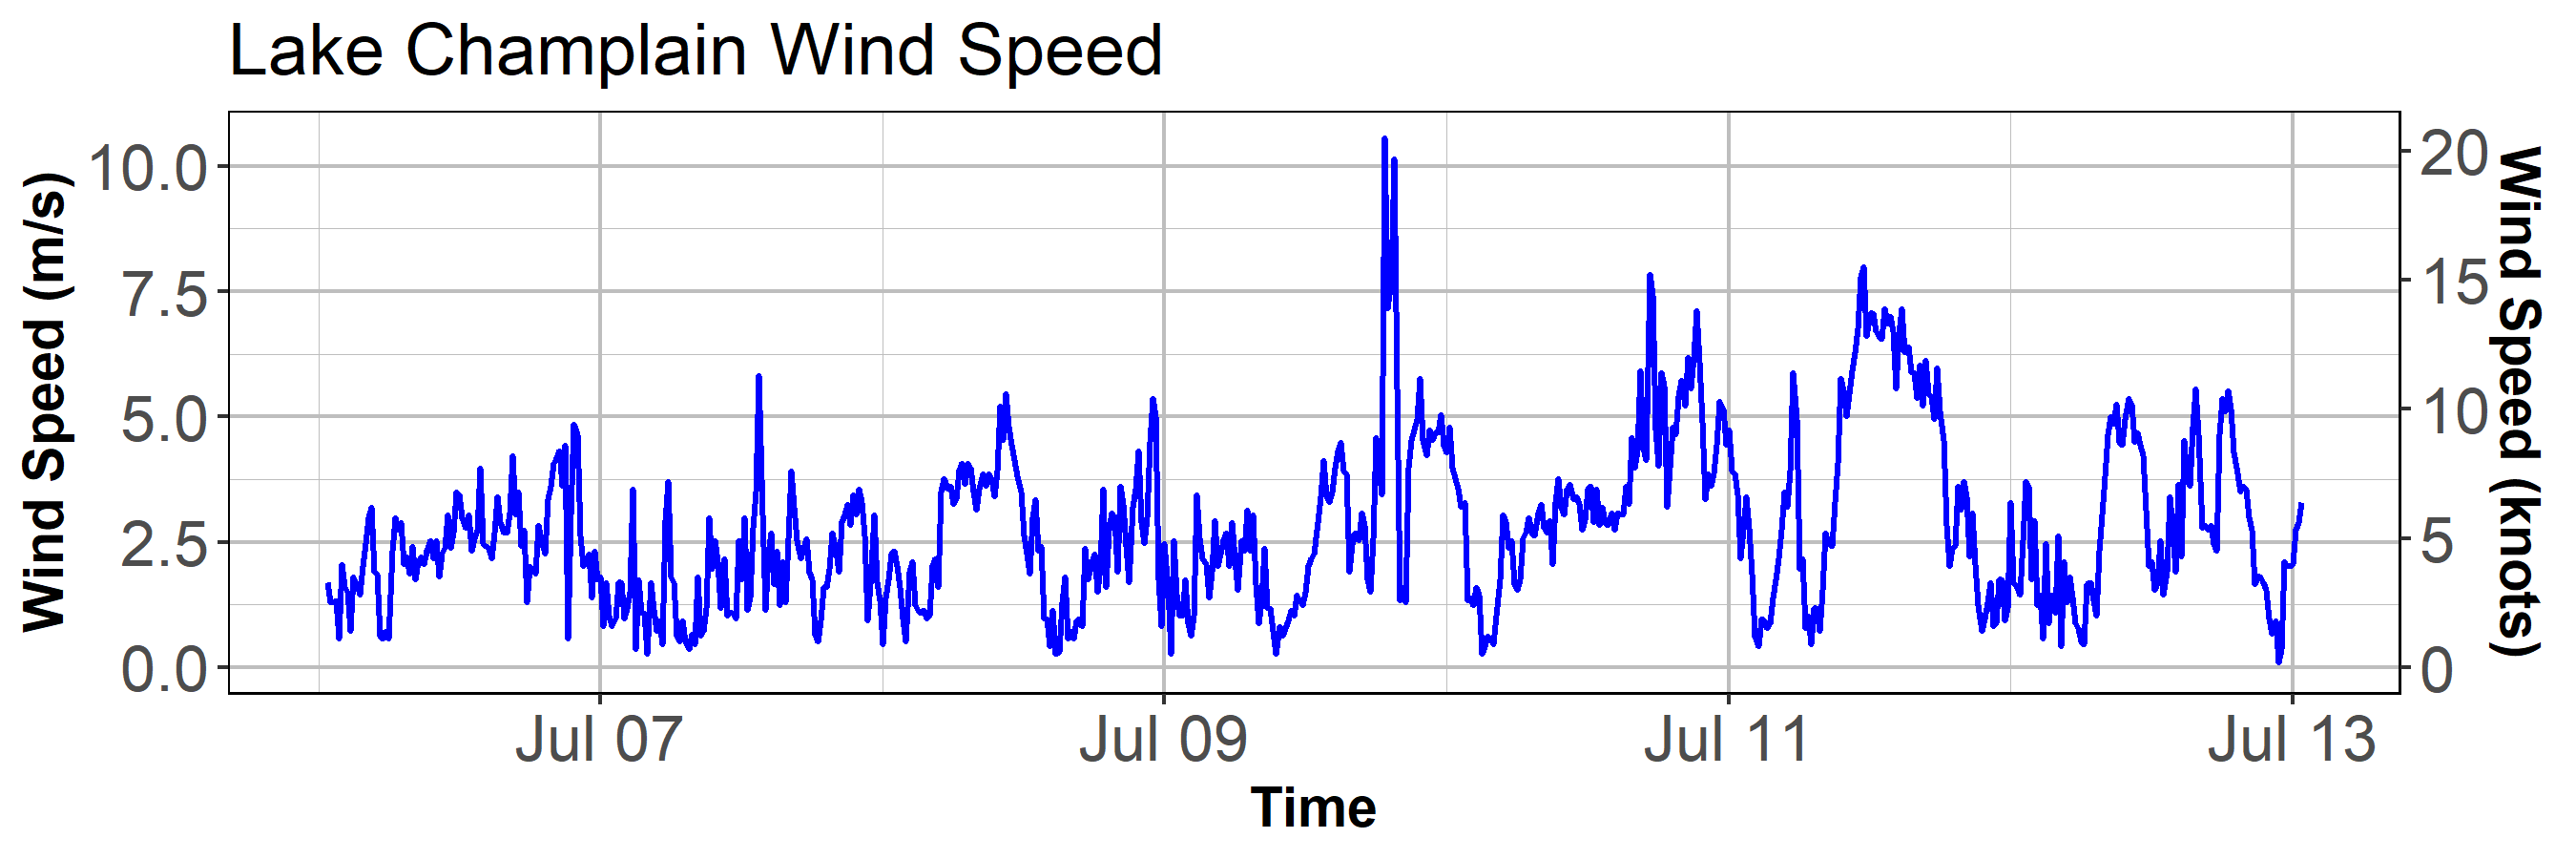 Lake Champlain Wind Speed
Wind Speed (m/s)
10.0
7.5
5.0
2.5
0.0
20
15
10
5
0
Wind Speed (knots)
Jul 07 Jul 09 Jul 11 Jul 13
Time